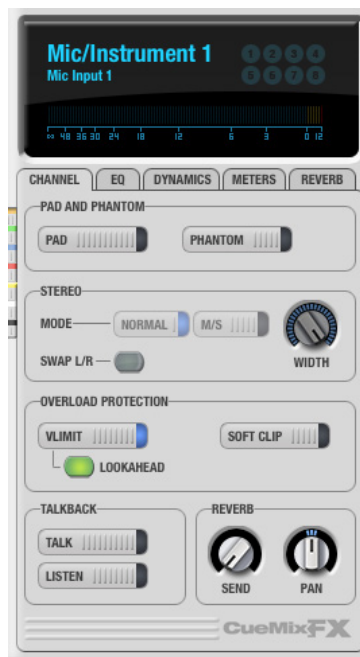 Mic/Instrument 1
1 2 3 4
Mic Input 1
5 6 7 8
∞ 48 36 30 24 18 12 6 3 0 12
CHANNEL EQ DYNAMICS METERS REVERB
PAD AND PHANTOM
PAD PHANTOM
STEREO
MODE NORMAL M/S
SWAP L/R WIDTH
OVERLOAD PROTECTION
VLIMIT SOFT CLIP
LOOKAHEAD
TALKBACK REVERB
TALK
LISTEN
SEND PAN
CueMixFX